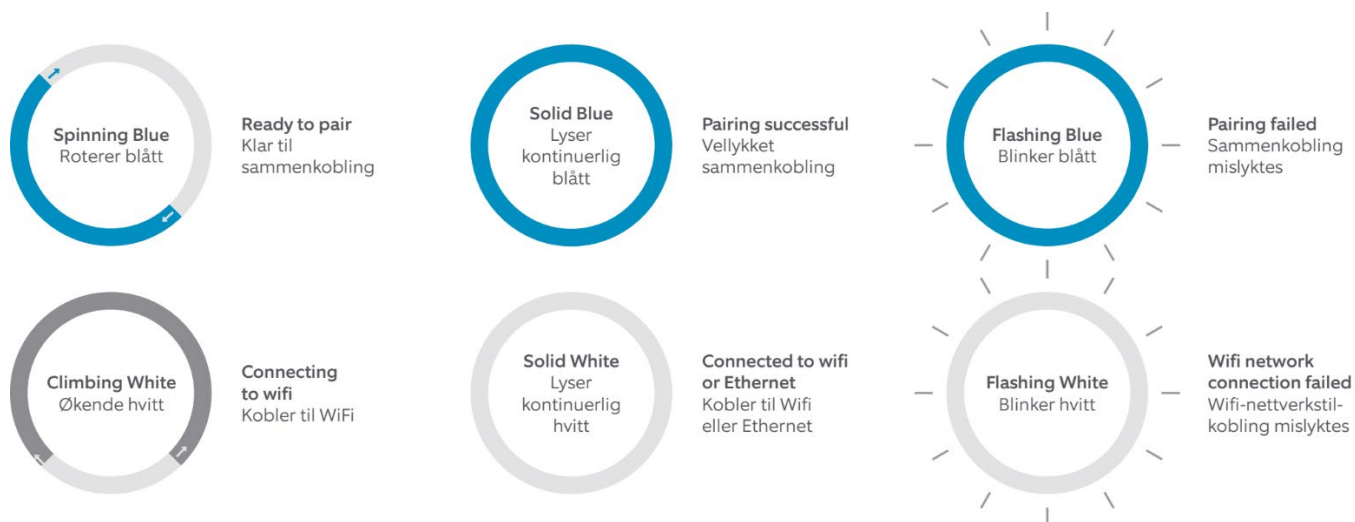 Spinning Blue
Roterer blått
Ready to pair
Klar til
sammenkobling
Solid Blue
Lyser
kontinuerlig
blått
Pairing successful
Vellykket
sammenkobling
Flashing Blue
Blinker blått
Pairing failed
Sammenkobling
mislyktes
Climbing White
Økende hvitt
Connecting
to wifi
Kobler til WiFi
Solid White
Lyser
kontinuerlig
hvitt
Connected to wifi
or Ethernet
Kobler til Wifi
eller Ethernet
Flashing White
Blinker hvitt
Wifi network
connection failed
Wifi-nettverkstil-
kobling mislyktes